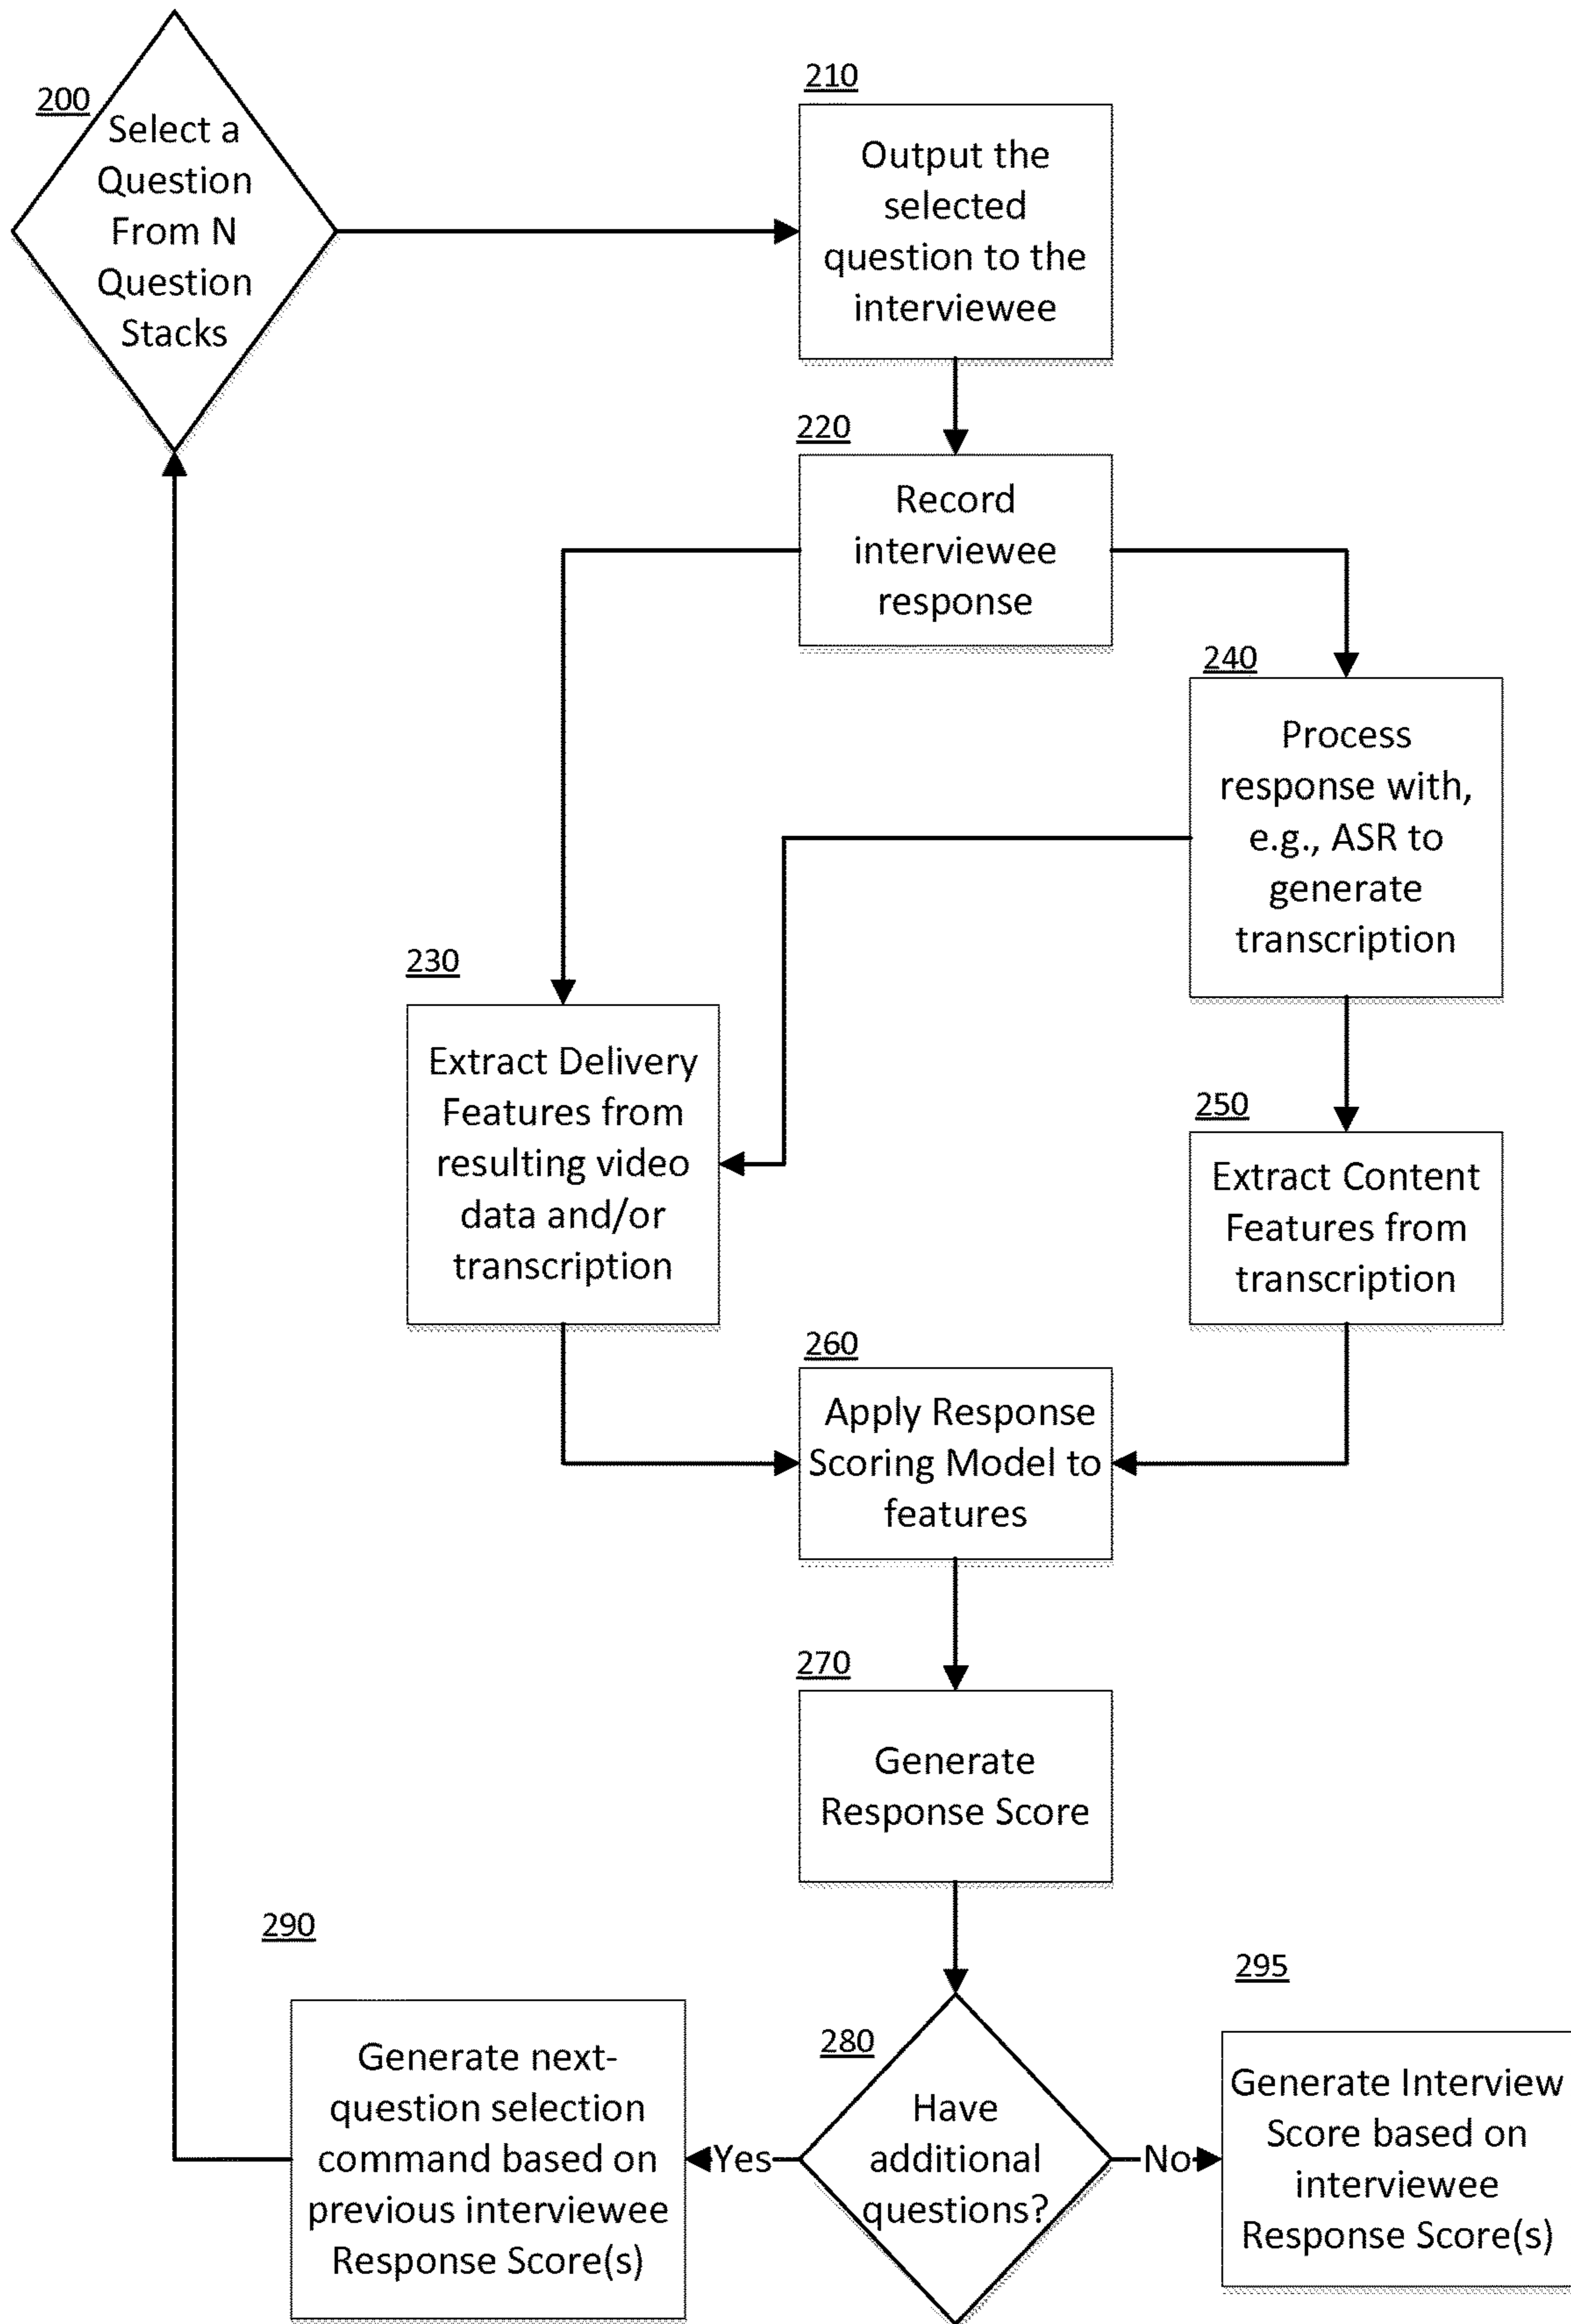 200
Select a
Question
From N
Question
Stacks
210
Output the
selected
question to the
interviewee
220
Record
interviewee
response
240
Process
response with,
e.g., ASR to
generate
transcription
230
Extract Delivery
Features from
resulting video
data and/or
transcription
250
Extract Content
Features from
transcription
260
Apply Response
Scoring Model to
features
270
Generate
Response Score
280
Have
additional
questions?
Yes
No
290
Generate next-
question selection
command based on
previous interviewee
Response Score(s)
295
Generate Interview
Score based on
interviewee
Response Score(s)